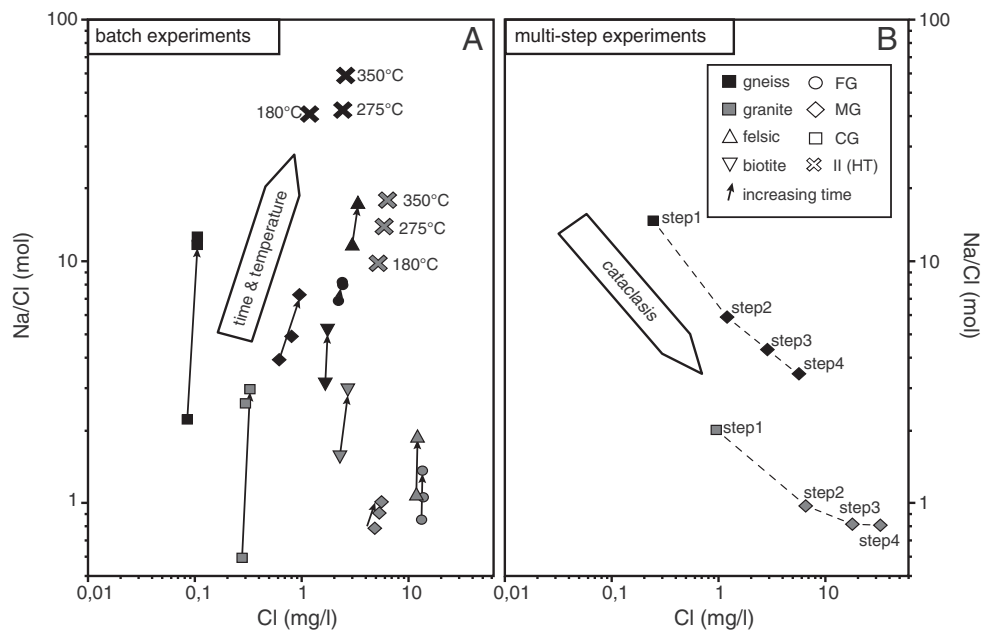 batch experiments
A
100
10
1
Na/Cl (mol)
350°C
180°C
275°C
time & temperature
350°C
275°C
180°C
0,01
0,1
1
10
Cl (mg/l)
multi-step experiments
B
gneiss
FG
granite
MG
felsic
CG
biotite
II (HT)
increasing time
step1
cataclasis
step2
step3
step4
step1
step2
step3
step4
100
10
1
Na/Cl (mol)
0,01
0,1
1
10
Cl (mg/l)